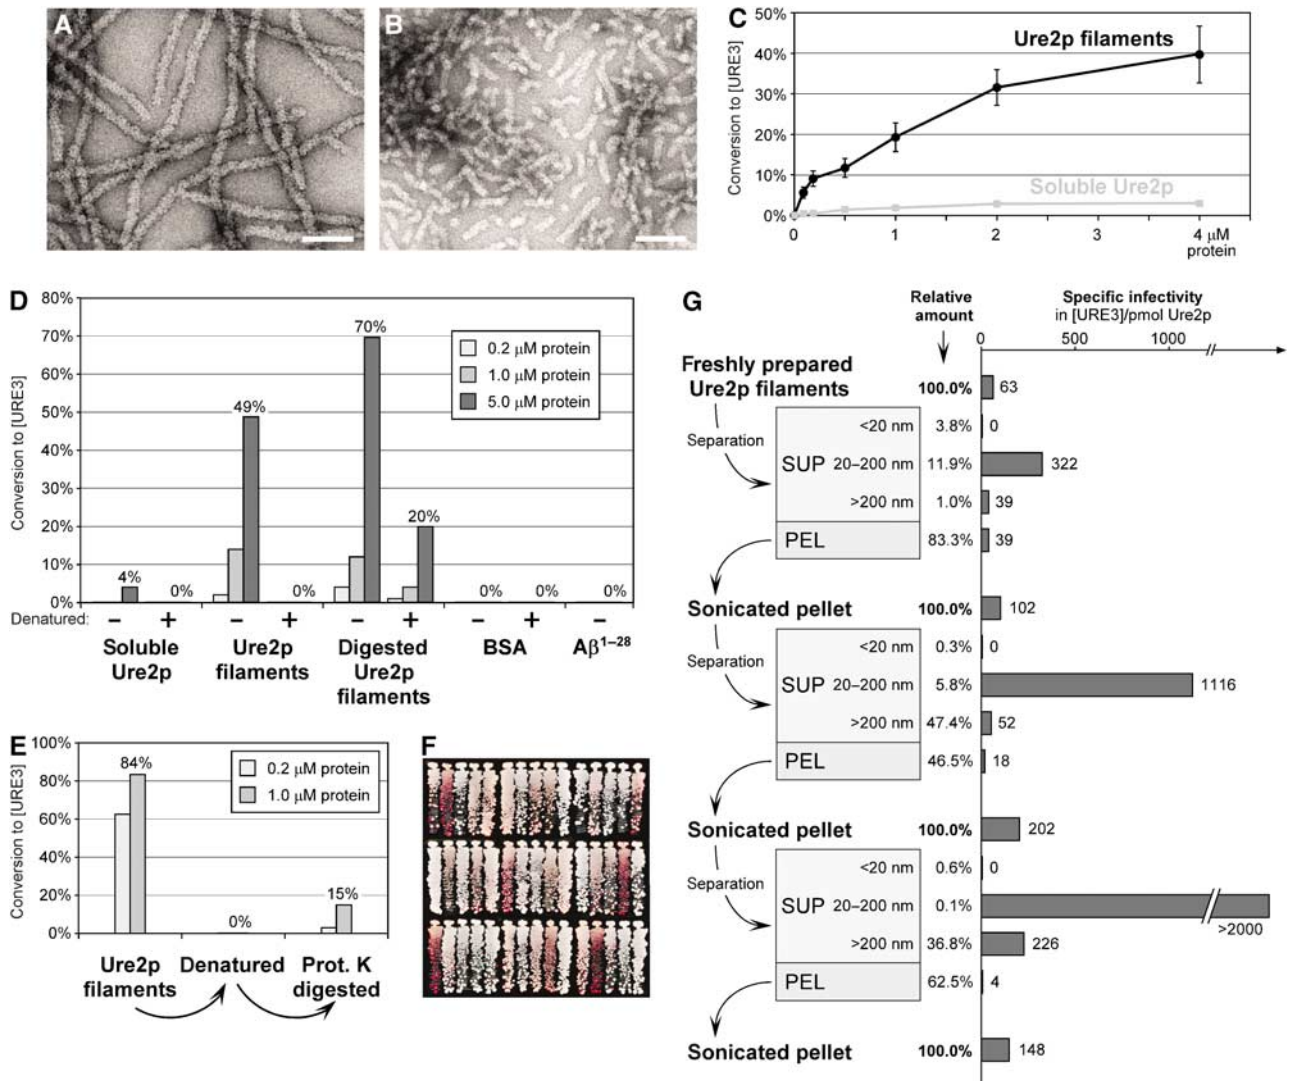 A
B
C
50%
40%
30%
20%
10%
0%
Conversion to [URE3]
Ure2p filaments
Soluble Ure2p
0
1
2
3
4 μM
protein
D
80%
70%
60%
50%
40%
30%
20%
10%
0%
Conversion to [URE3]
0.2 μM protein
1.0 μM protein
5.0 μM protein
4%
0%
49%
0%
70%
20%
0%
0%
0%
Denatured: – + – + – + – + –
Soluble
Ure2p
Ure2p
filaments
Digested
Ure2p
filaments
BSA
Aβ1–28
E
100%
80%
60%
40%
20%
0%
Conversion to [URE3]
0.2 μM protein
1.0 μM protein
84%
0%
15%
Ure2p
filaments
Denatured
Prot. K
digested
F
G
Relative
amount
Specific infectivity
in [URE3]/pmol Ure2p
0 500 1000
Freshly prepared
Ure2p filaments
100.0% 63
Separation
SUP
<20 nm 3.8% 0
20–200 nm 11.9% 322
>200 nm 1.0% 39
PEL 83.3% 39
Sonicated pellet 100.0% 102
Separation
SUP
<20 nm 0.3% 0
20–200 nm 5.8% 1116
>200 nm 47.4% 52
PEL 46.5% 18
Sonicated pellet 100.0% 202
Separation
SUP
<20 nm 0.6% 0
20–200 nm 0.1% >2000
>200 nm 36.8% 226
PEL 62.5% 4
Sonicated pellet 100.0% 148